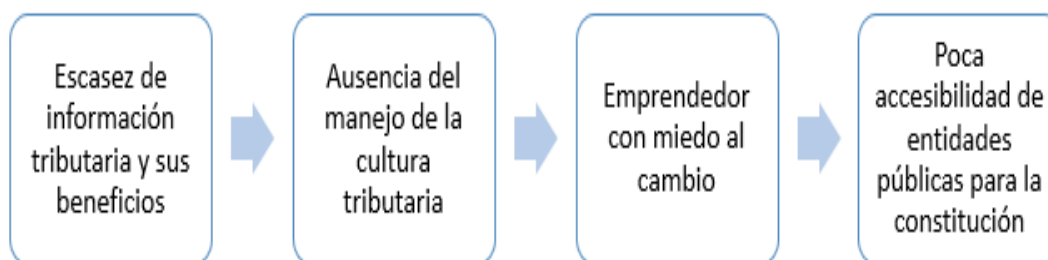 Escasez de
información
tributaria y sus
beneficios
Ausencia del
manejo de la
cultura
tributaria
Emprendedor
con miedo al
cambio
Poca
accesibilidad de
entidades
públicas para la
constitución